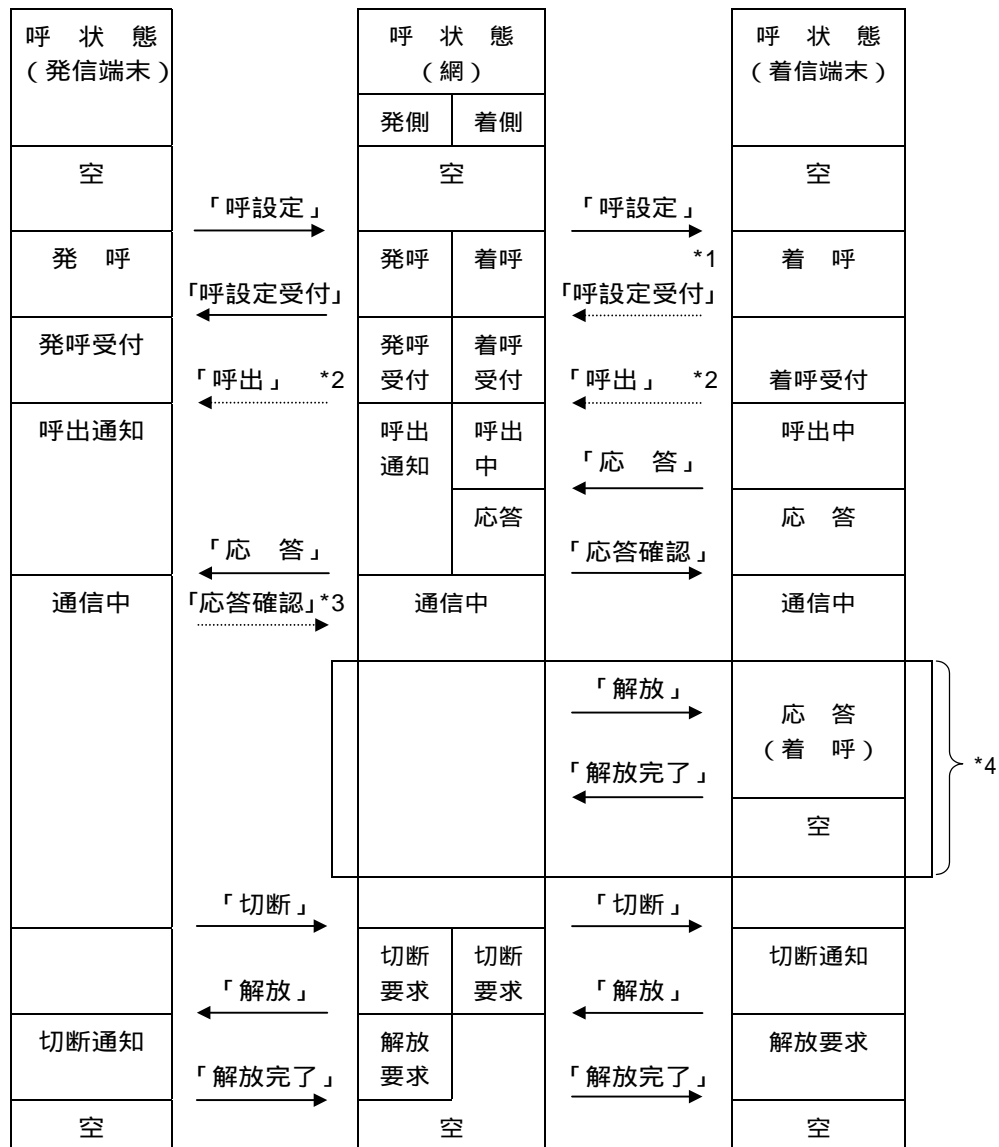 呼 状 態
（発信端末）
呼 状 態
（網）
呼 状 態
（着信端末）
発側
着側
空
空
空
「呼設定」
「呼設定」
発 呼
発呼
着呼
*1
着 呼
「呼設定受付」
「呼設定受付」
発呼受付
発呼
受付
着呼
受付
着呼受付
「呼出」 *2
「呼出」 *2
呼出通知
呼出
通知
呼出
中
呼出中
「応 答」
応答
応 答
「応 答」
「応答確認」
通信中
「応答確認」*3
通信中
通信中
「解放」
応 答
（着 呼）
「解放完了」
*4
空
「切断」
「切断」
切断
要求
切断
要求
切断通知
「解放」
「解放」
切断通知
解放
要求
解放要求
「解放完了」
「解放完了」
空
空
空